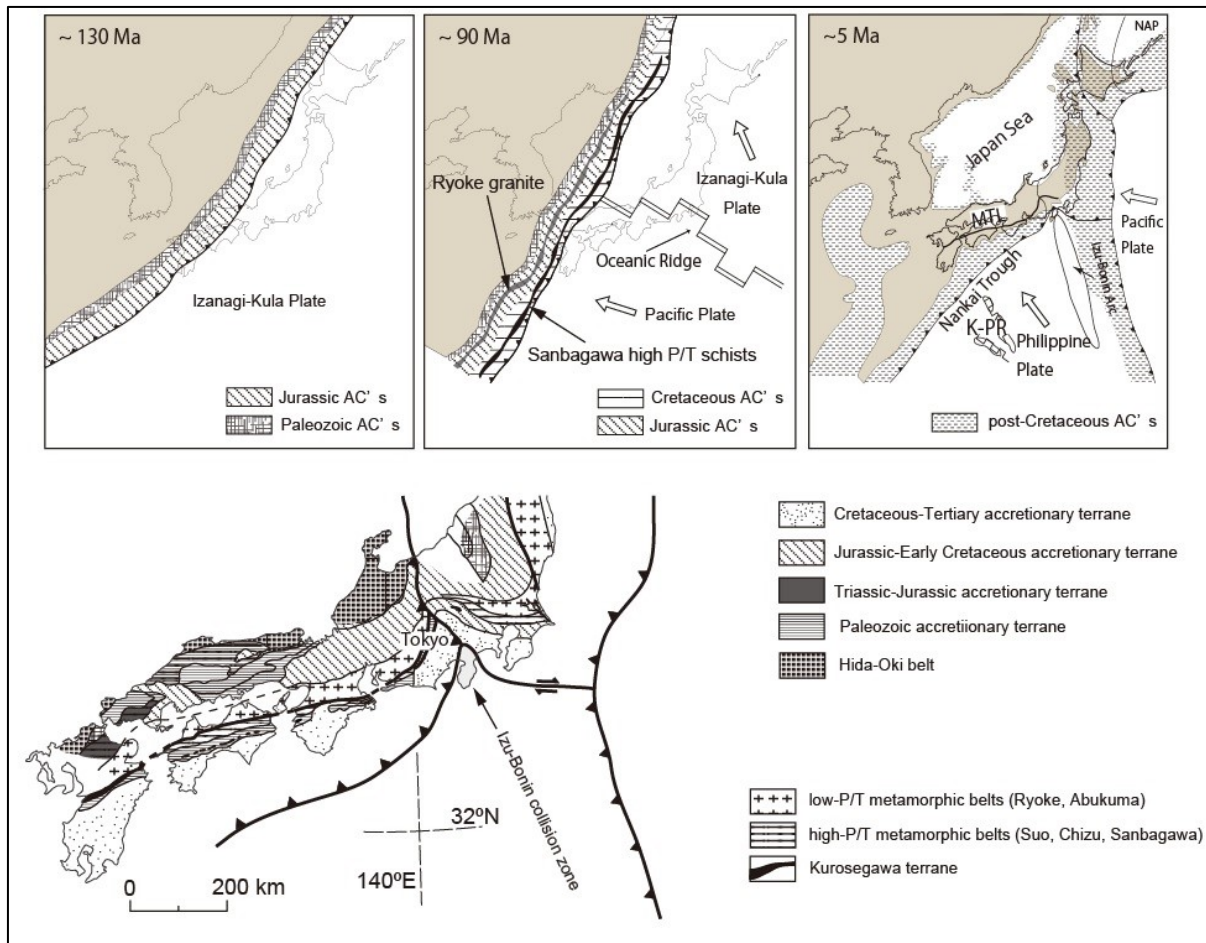 ~ 130 Ma
Izanagi-Kula Plate
Jurassic AC' s
Paleozoic AC' s
~ 90 Ma
Ryoke granite
Izanagi-Kula
Plate
Oceanic Ridge
Pacific Plate
Sanbagawa high P/T schists
Cretaceous AC' s
Jurassic AC' s
~5 Ma
NAP
Japan Sea
MTL
Pacific
Plate
Izu-Bonin Arc
Nankai Trough
K-PR
Philippine
Plate
post-Cretaceous AC' s
Tokyo
Izu-Bonin collision
zone
32ºN
140ºE
0 200 km
Cretaceous-Tertiary accretionary terrane
Jurassic-Early Cretaceous accretionary terrane
Triassic-Jurassic accretionary terrane
Paleozoic accretiionary terrane
Hida-Oki belt
low-P/T metamorphic belts (Ryoke, Abukuma)
high-P/T metamorphic belts (Suo, Chizu, Sanbagawa)
Kurosegawa terrane